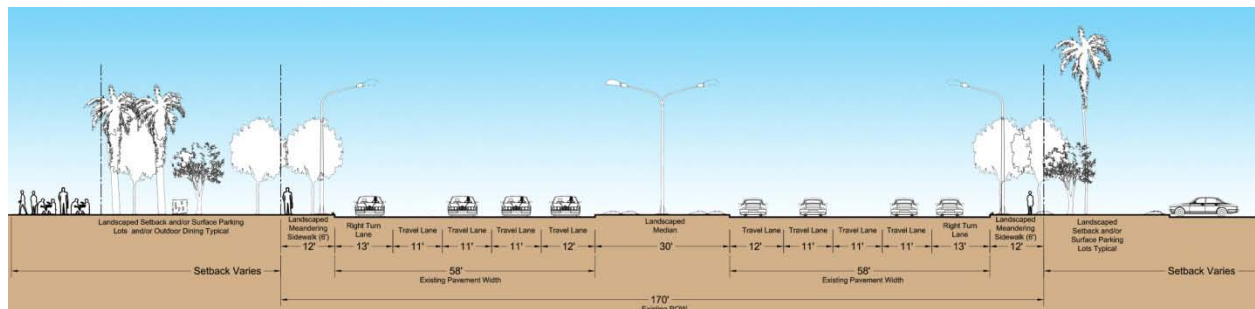 Landscaped Setback and/or Surface Parking
Lots and/or Outdoor Dining Typical
Landscaped
Meandering
Sidewalk (6')
12'
Right Turn
Lane
13'
Travel Lane
11'
Travel Lane
11'
Travel Lane
11'
Travel Lane
12'
Landscaped
Median
30'
Travel Lane
12'
Travel Lane
11'
Travel Lane
11'
Travel Lane
11'
Right Turn
Lane
13'
Landscaped
Meandering
Sidewalk (6')
12'
Landscaped
Setback and/or
Surface Parking
Lots Typical
Setback Varies
58'
Existing Pavement Width
58'
Existing Pavement Width
Setback Varies
170'
Existing ROW